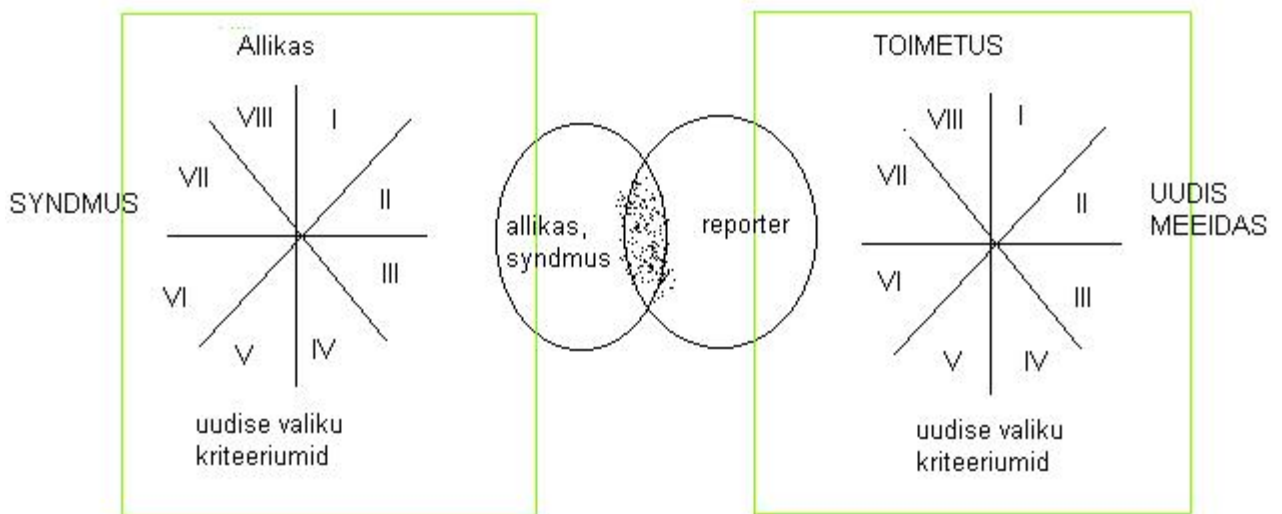 Allikas
VIII I
VII II
SYNDMUS
VI III
V IV
uudise valiku
kriteeriumid
allikas,
syndmus
reporter
TOIMETUS
VIII I
VII II
VI III
V IV
uudise valiku
kriteeriumid
UUDIS
MEEIDAS